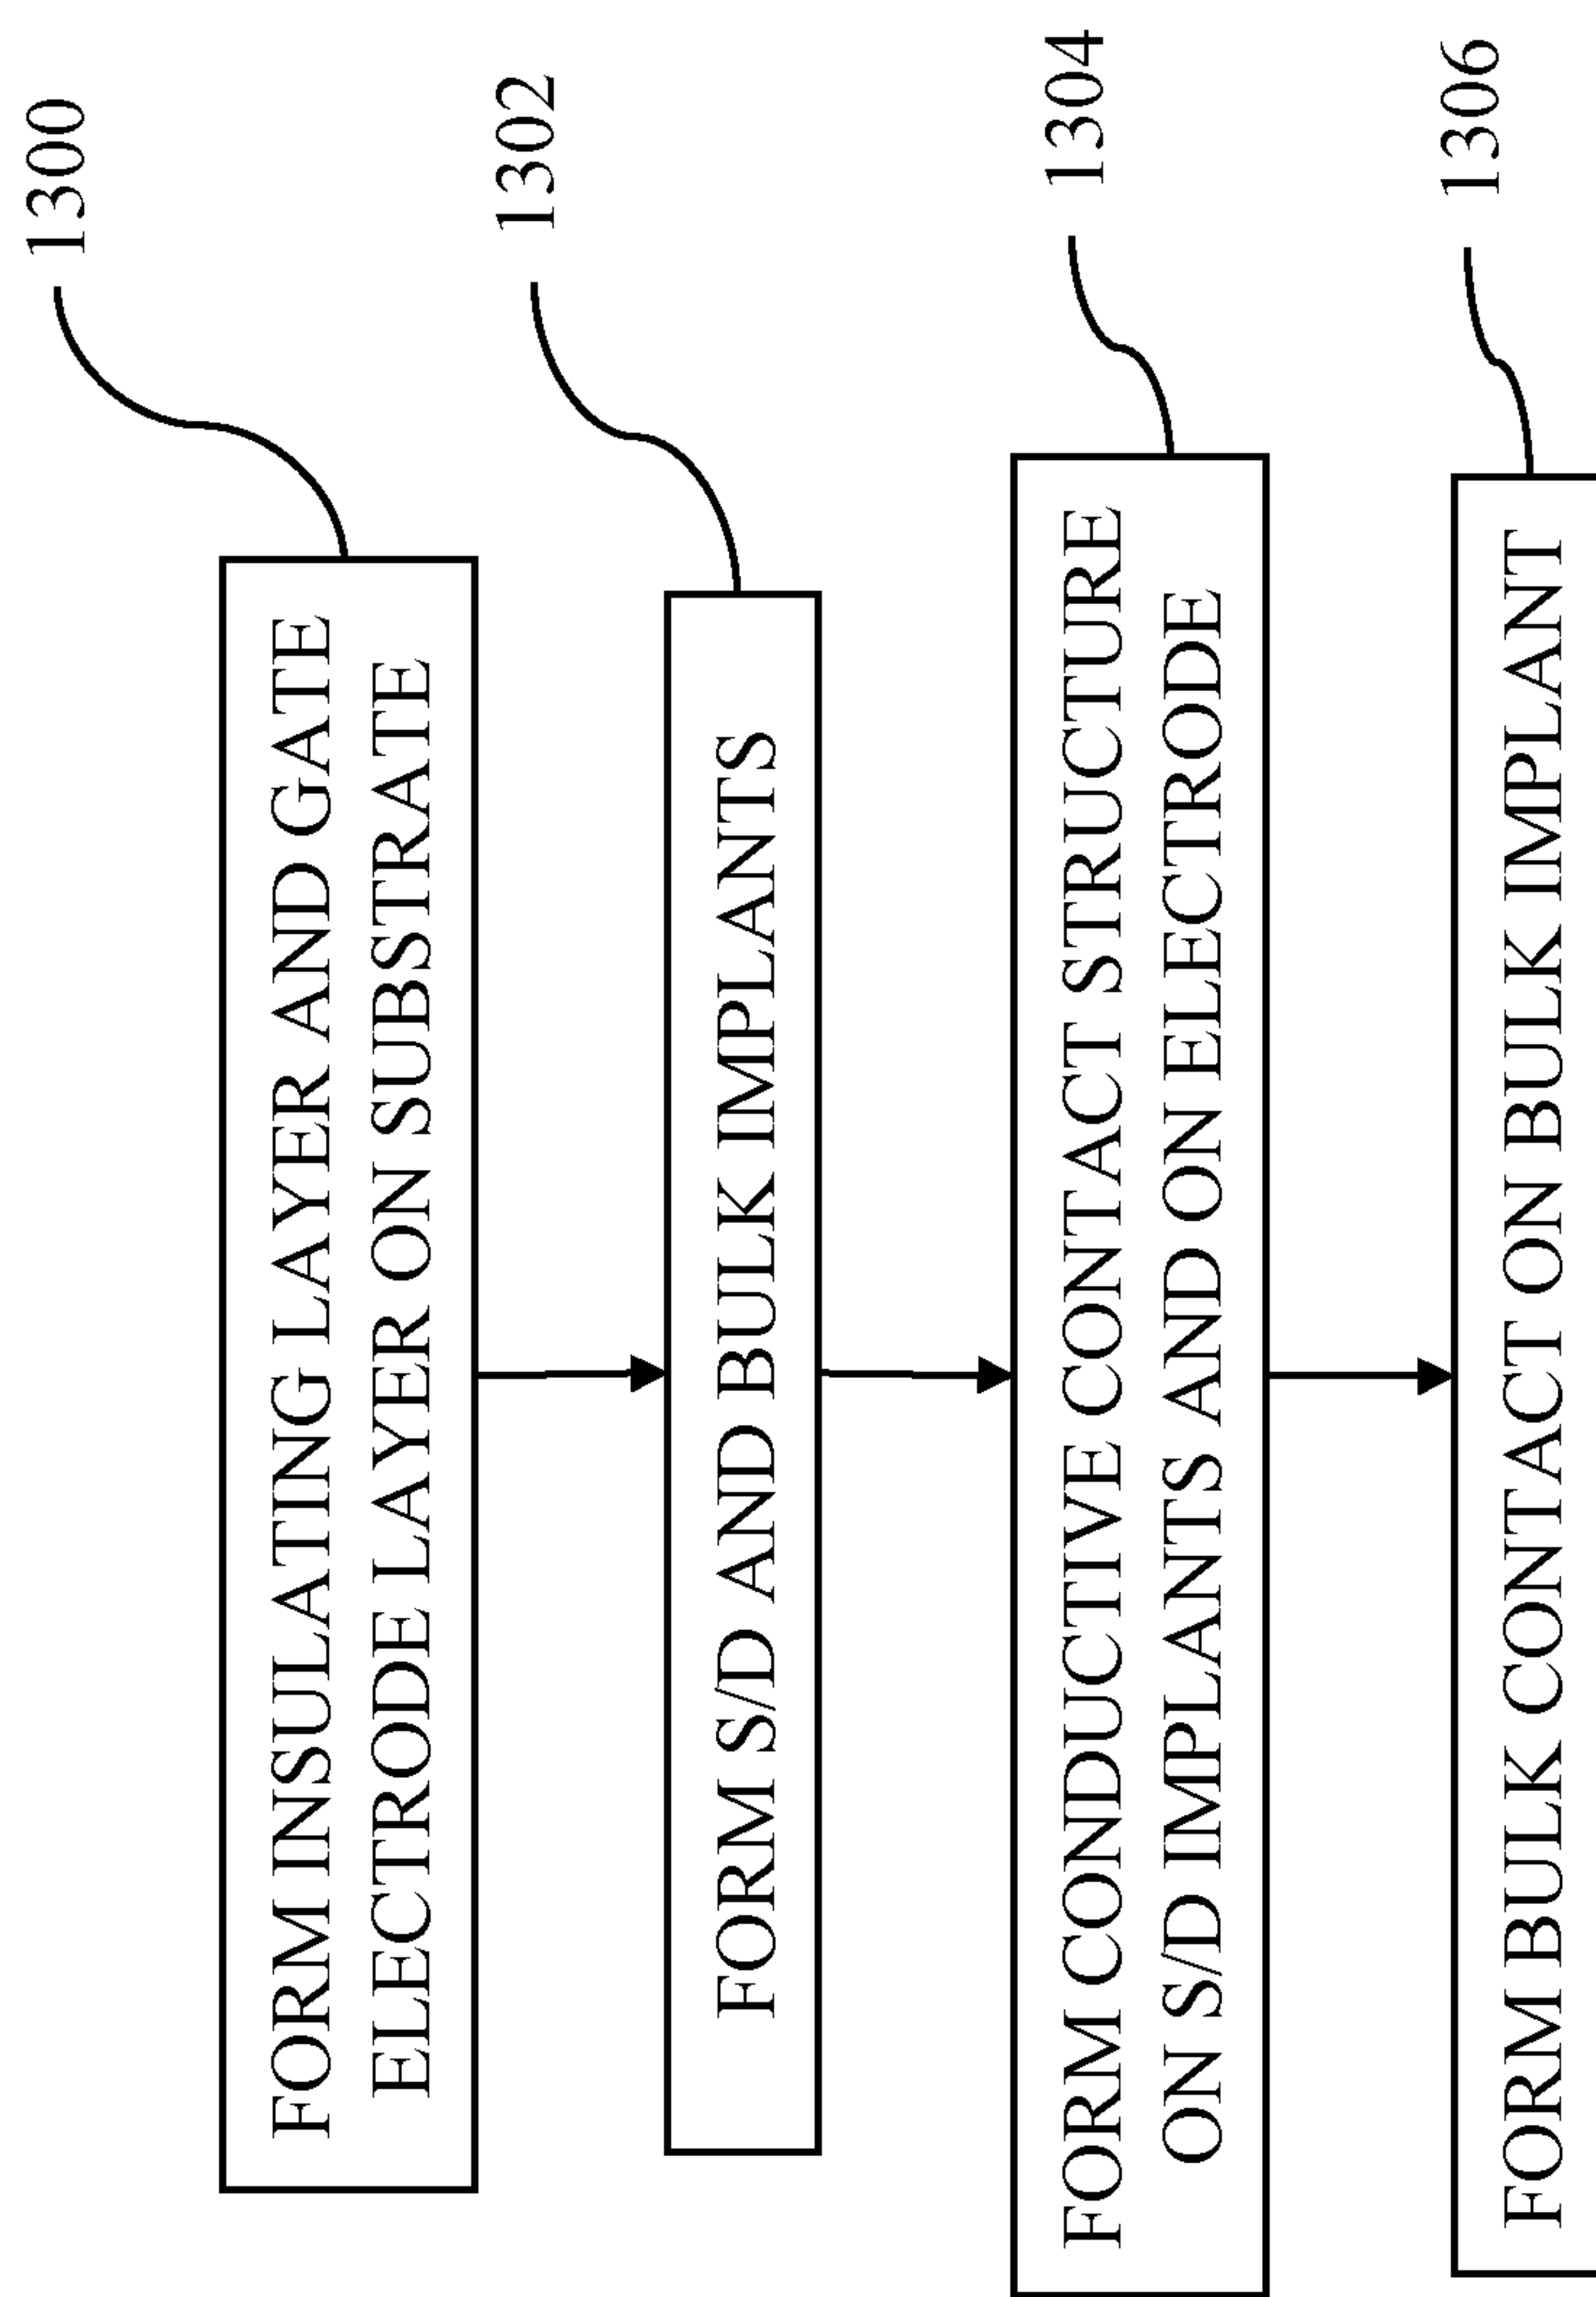 1300
FORM INSULATING LAYER AND GATE
ELECTRODE LAYER ON SUBSTRATE
1302
FORM S/D AND BULK IMPLANTS
1304
FORM CONDUCTIVE CONTACT STRUCTURE
ON S/D IMPLANTS AND ON ELECTRODE
1306
FORM BULK CONTACT ON BULK IMPLANT